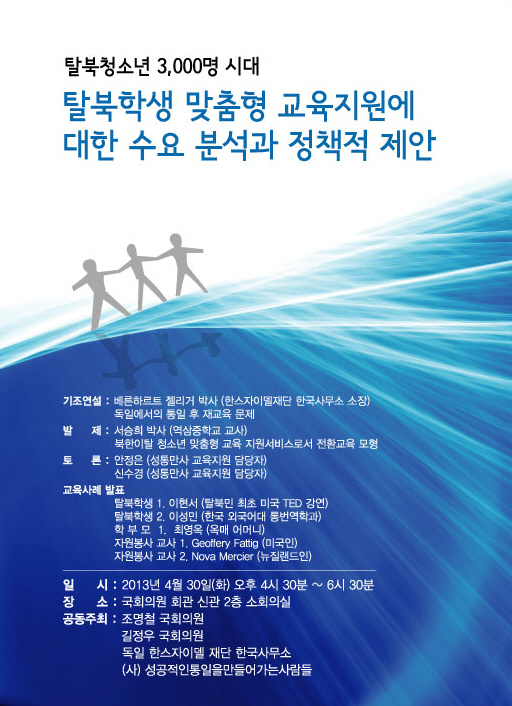 탈북청소년 3,000명 시대
탈북학생 맞춤형 교육지원에
대한 수요 분석과 정책적 제안
기조연설 : 베른하르트 젤리거 박사 (한스자이델재단 한국사무소 소장)
독일에서의 통일 후 재교육 문제
발 제 : 서승희 박사 (역삼중학교 교사)
북한이탈 청소년 맞춤형 교육 지원서비스로서 전환교육 모형
토 론 : 안정은 (성통만사 교육지원 담당자)
신수경 (성통만사 교육지원 담당자)
교육사례 발표
탈북학생 1. 이현서 (탈북민 최초 미국 TED 강연)
탈북학생 2. 이성민 (한국 외국어대 통번역학과)
학 부 모 1. 최영옥 (옥매 어머니)
자원봉사 교사 1. Geoffery Fattig (미국인)
자원봉사 교사 2. Nova Mercier (뉴질랜드인)
일 시 : 2013년 4월 30일(화) 오후 4시 30분 ～ 6시 30분
장 소 : 국회의원 회관 신관 2층 소회의실
공동주최 : 조명철 국회의원
길정우 국회의원
독일 한스자이델 재단 한국사무소
(사) 성공적인통일을만들어가는사람들